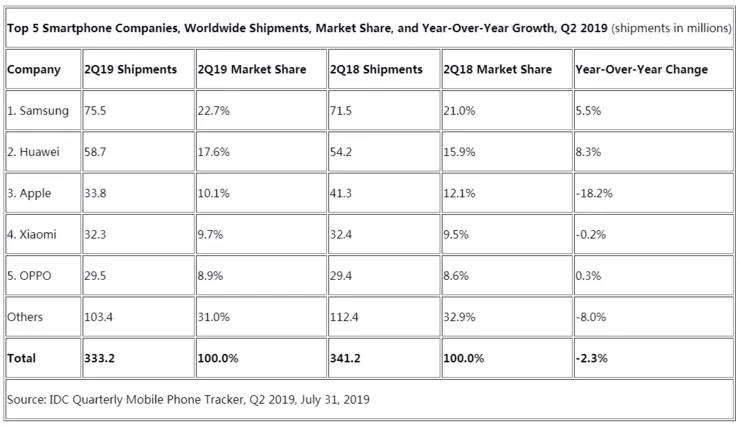 Top 5 Smartphone Companies, Worldwide Shipments, Market Share, and Year-Over-Year Growth, Q2 2019 (shipments in millions)
Company 2Q19 Shipments 2Q19 Market Share 2Q18 Shipments 2Q18 Market Share Year-Over-Year Change
1. Samsung 75.5 22.7% 71.5 21.0% 5.5%
2. Huawei 58.7 17.6% 54.2 15.9% 8.3%
3. Apple 33.8 10.1% 41.3 12.1% -18.2%
4. Xiaomi 32.3 9.7% 32.4 9.5% -0.2%
5. OPPO 29.5 8.9% 29.4 8.6% 0.3%
Others 103.4 31.0% 112.4 32.9% -8.0%
Total 333.2 100.0% 341.2 100.0% -2.3%
Source: IDC Quarterly Mobile Phone Tracker, Q2 2019, July 31, 2019